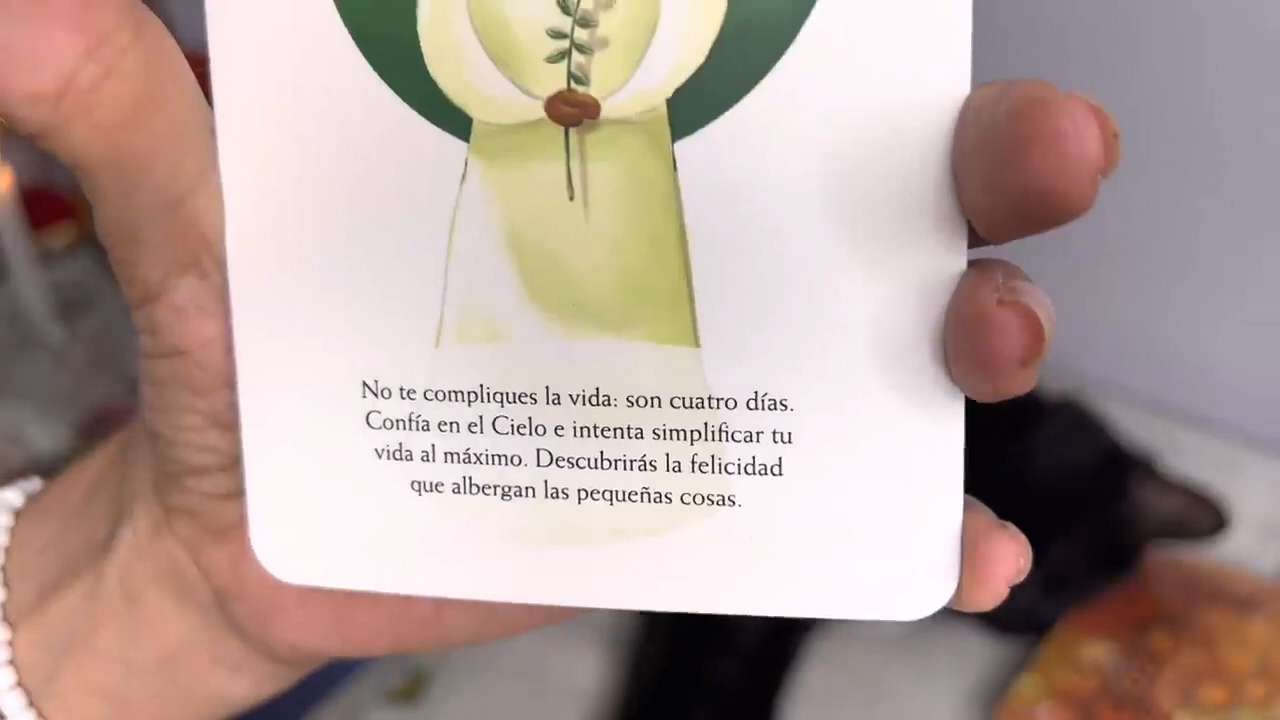 No te compliques la vida: son cuatro días.
Confía en el Cielo e intenta simplificar tu
vida al máximo. Descubrirás la felicidad
que albergan las pequeñas cosas.